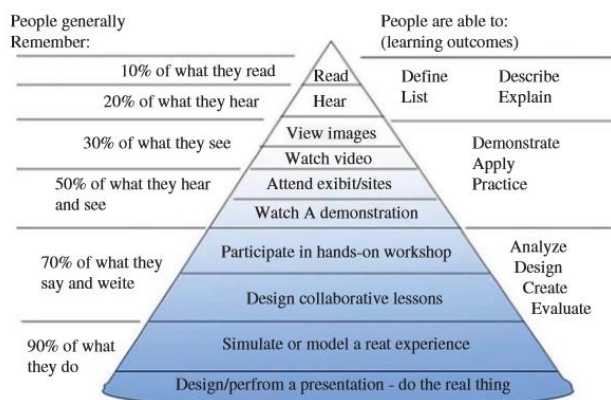 People generally
Remember:
People are able to:
(learning outcomes)
10% of what they read
Read
Define
Describe
List
Explain
20% of what they hear
Hear
30% of what they see
View images
Watch video
Demonstrate
Apply
Practice
50% of what they hear
and see
Attend exibit/sites
Watch A demonstration
70% of what they
say and weite
Participate in hands-on workshop
Design collaborative lessons
Analyze
Design
Create
Evaluate
90% of what
they do
Simulate or model a reat experience
Design/perfrom a presentation - do the real thing